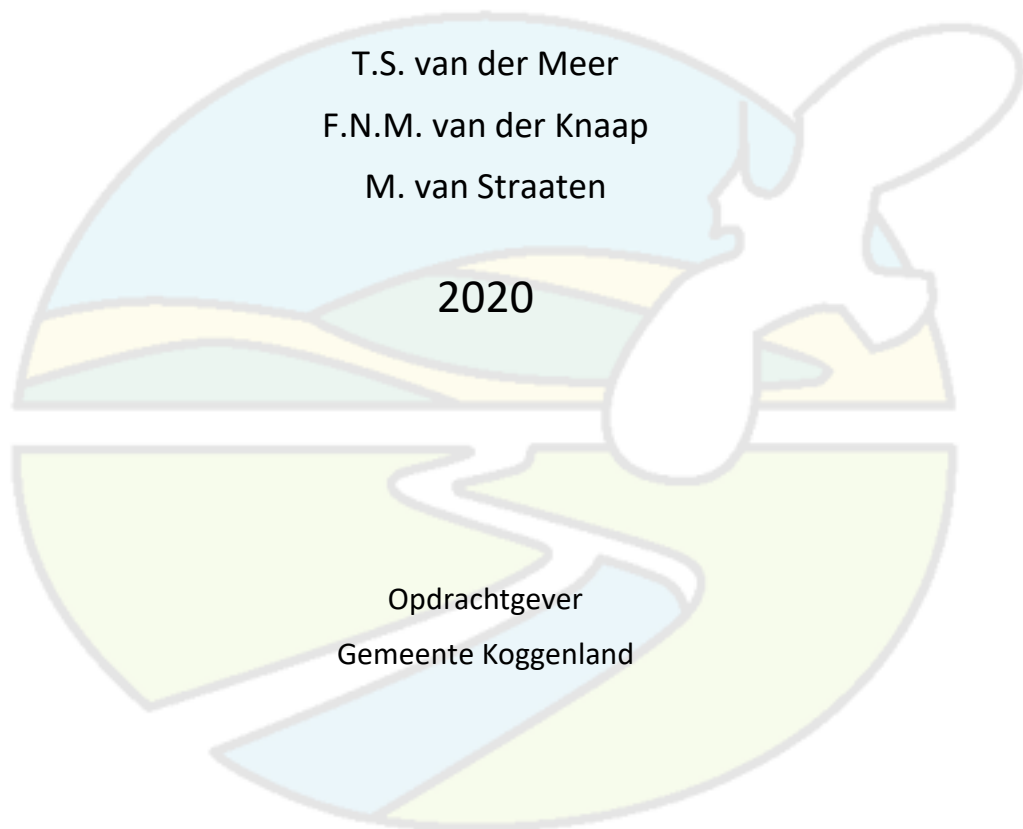 T.S. van der Meer
F.N.M. van der Knaap
M. van Straaten
2020
Opdrachtgever
Gemeente Koggenland